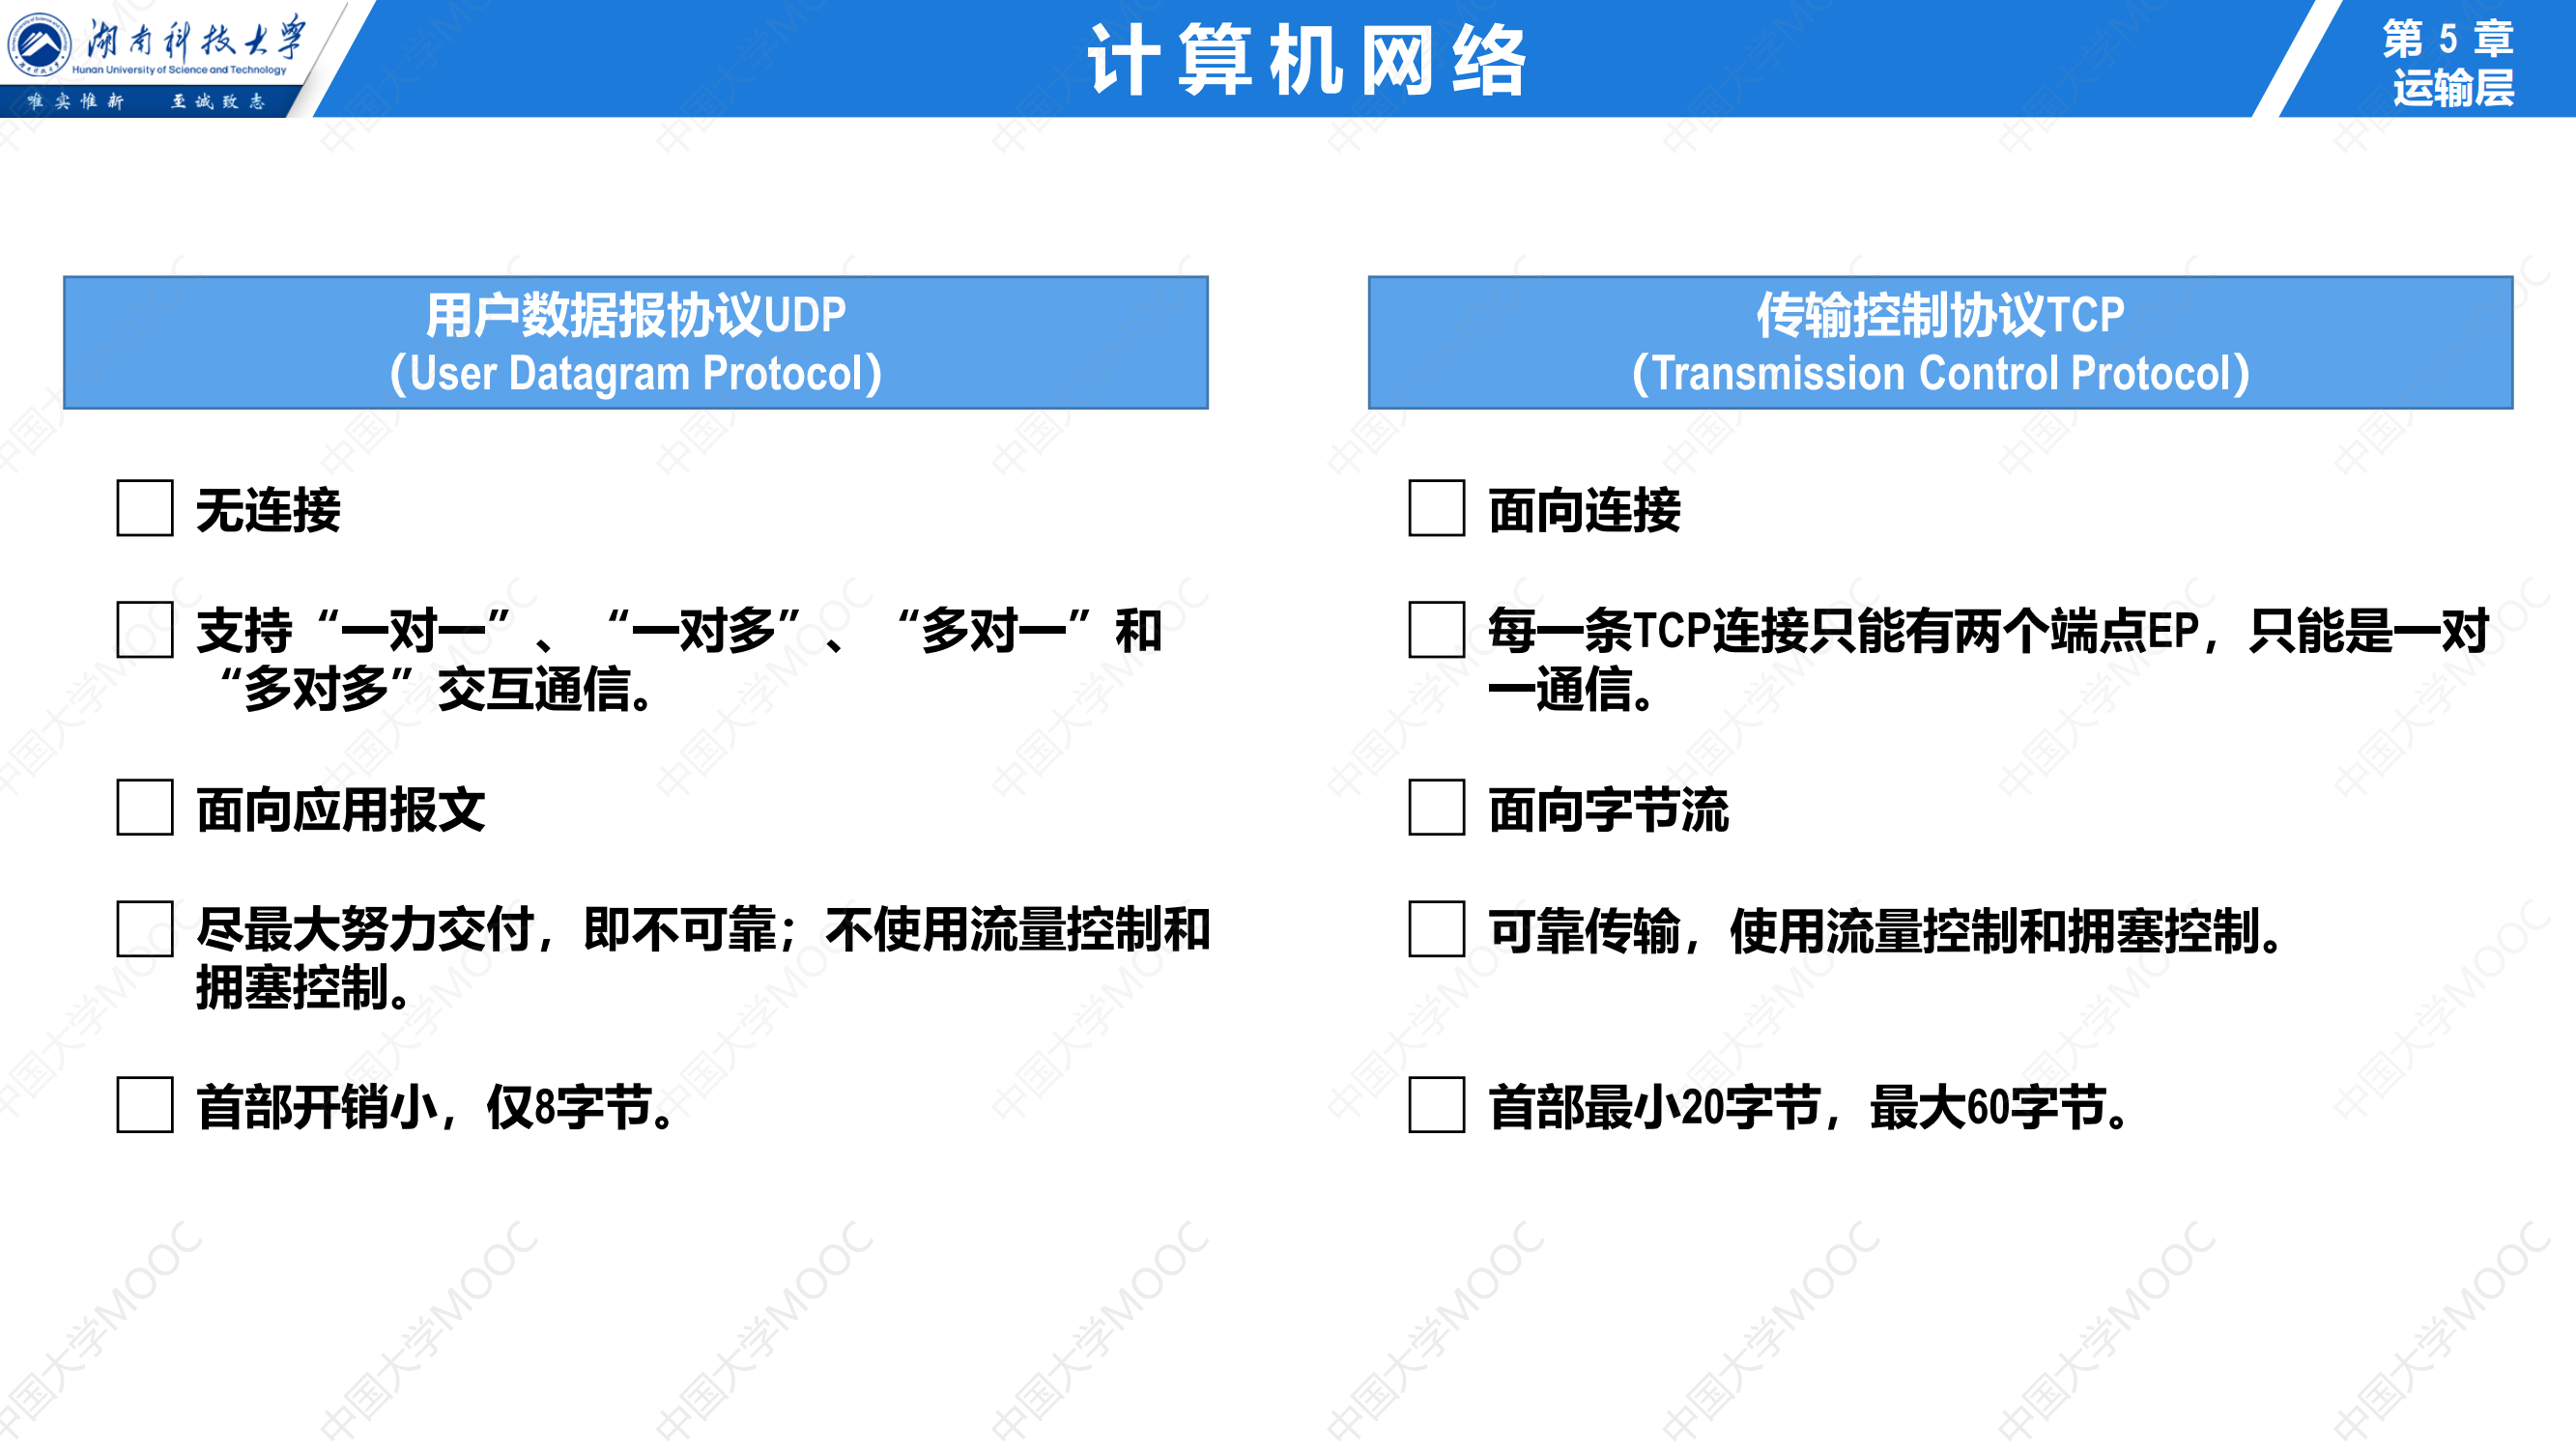 湖南科技大学
Hunan University of Science and Technology
唯实惟新 至诚致志
计算机网络
第 5 章
运输层
用户数据报协议UDP
（User Datagram Protocol）
传输控制协议TCP
（Transmission Control Protocol）
无连接
支持“一对一”、“一对多”、“多对一”和
“多对多”交互通信。
面向应用报文
尽最大努力交付，即不可靠；不使用流量控制和
拥塞控制。
首部开销小，仅8字节。
面向连接
每一条TCP连接只能有两个端点EP，只能是一对
一通信。
面向字节流
可靠传输，使用流量控制和拥塞控制。
首部最小20字节，最大60字节。
中国大学MOOC